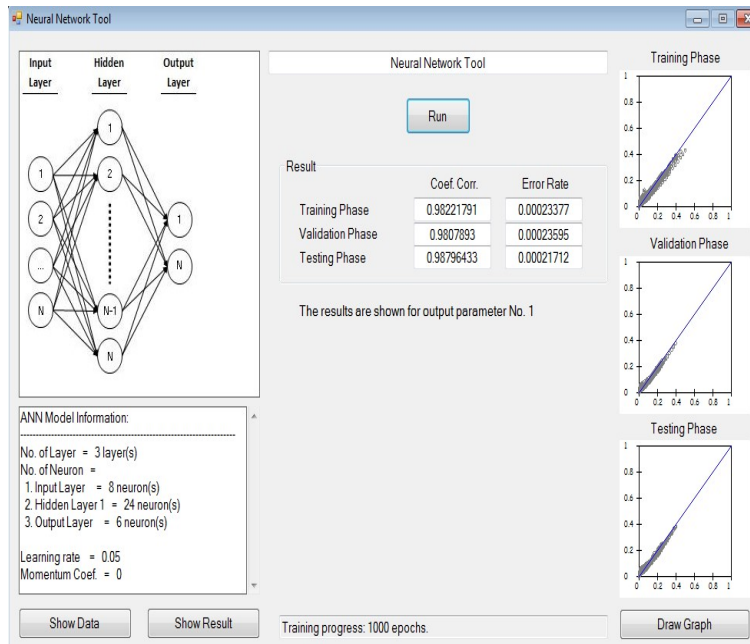 Neural Network Tool
Input Hidden Output
Layer Layer Layer
1
2
...
N
1
2
N-1
N
1
N
ANN Model Information:
No. of Layer = 3 layer(s)
No. of Neuron =
1. Input Layer = 8 neuron(s)
2. Hidden Layer 1 = 24 neuron(s)
3. Output Layer = 6 neuron(s)
Learning rate = 0.05
Momentum Coef. = 0
Show Data Show Result
Neural Network Tool
Run
Result
Coef. Corr. Error Rate
Training Phase 0.98221791 0.00023377
Validation Phase 0.9807893 0.00023595
Testing Phase 0.98796433 0.00021712
The results are shown for output parameter No. 1
Training progress: 1000 epochs.
Training Phase
1
0.8
0.6
0.4
0.2
0
0 0.2 0.4 0.6 0.8 1
Validation Phase
1
0.8
0.6
0.4
0.2
0
0 0.2 0.4 0.6 0.8 1
Testing Phase
1
0.8
0.6
0.4
0.2
0
0 0.2 0.4 0.6 0.8 1
Draw Graph